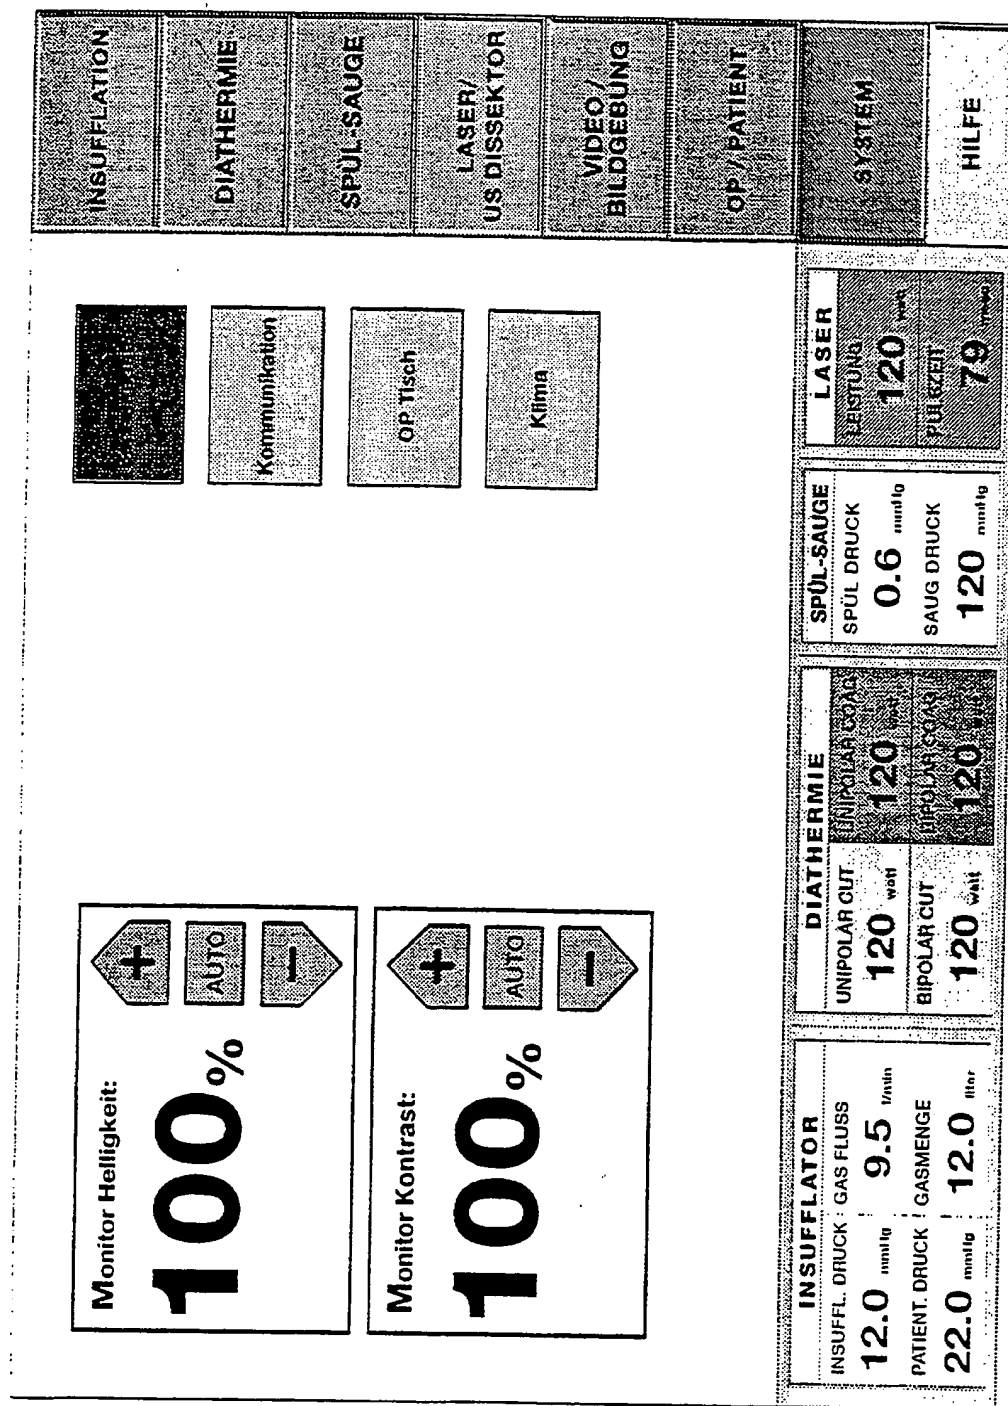 Monitor Helligkeit:
100%
+
AUTO
−
Monitor Kontrast:
100%
+
AUTO
−
Kommunikation
OP Tisch
Klima
INSUFFLATION
DIATHERMIE
SPÜL-SAUGE
LASER/
US DISSEKTOR
VIDEO /
BILDGEBUNG
OP / PATIENT
SYSTEM
HILFE
INSUFFLATOR
INSUFFL. DRUCK
12.0 mmHg
GAS FLUSS
9.5 l/min
PATIENT. DRUCK
22.0 mmHg
GASMENGE
12.0 liter
DIATHERMIE
UNIPOLAR CUT
120 watt
UNIPOLAR COAG
120 watt
BIPOLAR CUT
120 watt
BIPOLAR COAG
120 watt
SPÜL-SAUGE
SPÜL DRUCK
0.6 mmHg
SAUG DRUCK
120 mmHg
LASER
LEISTUNG
120 watt
PULSZEIT
79